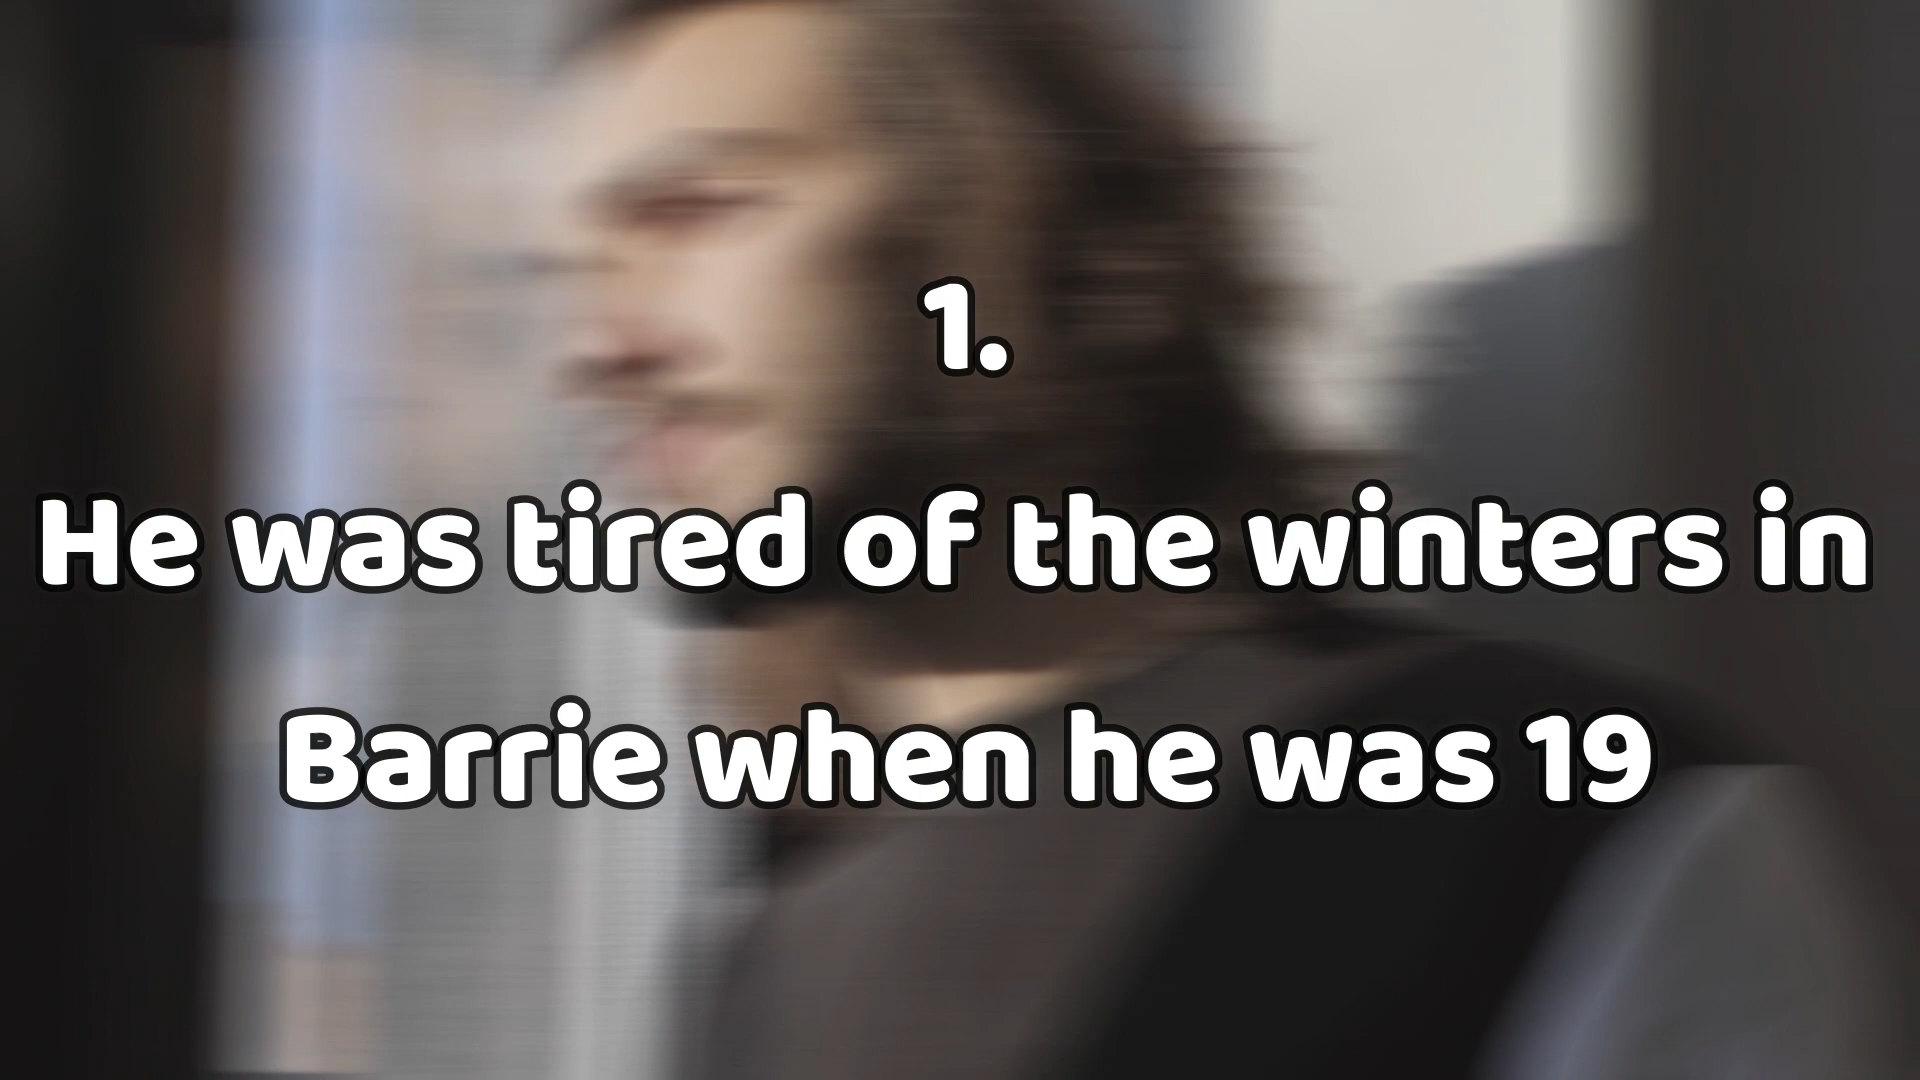 1.
He was tired of the winters in
Barrie when he was 19